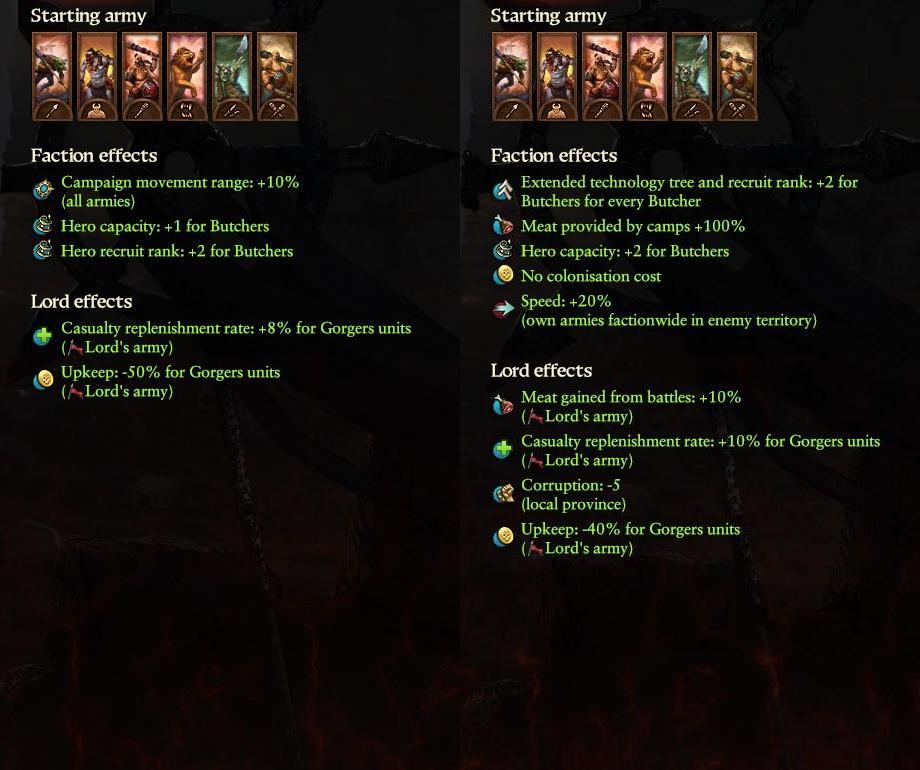 Starting army
Faction effects
Campaign movement range: +10%
(all armies)
Hero capacity: +1 for Butchers
Hero recruit rank: +2 for Butchers
Lord effects
Casualty replenishment rate: +8% for Gorgers units
(Lord's army)
Upkeep: -50% for Gorgers units
(Lord's army)
Starting army
Faction effects
Extended technology tree and recruit rank: +2 for
Butchers for every Butcher
Meat provided by camps +100%
Hero capacity: +2 for Butchers
No colonisation cost
Speed: +20%
(own armies factionwide in enemy territory)
Lord effects
Meat gained from battles: +10%
(Lord's army)
Casualty replenishment rate: +10% for Gorgers units
(Lord's army)
Corruption: -5
(local province)
Upkeep: -40% for Gorgers units
(Lord's army)